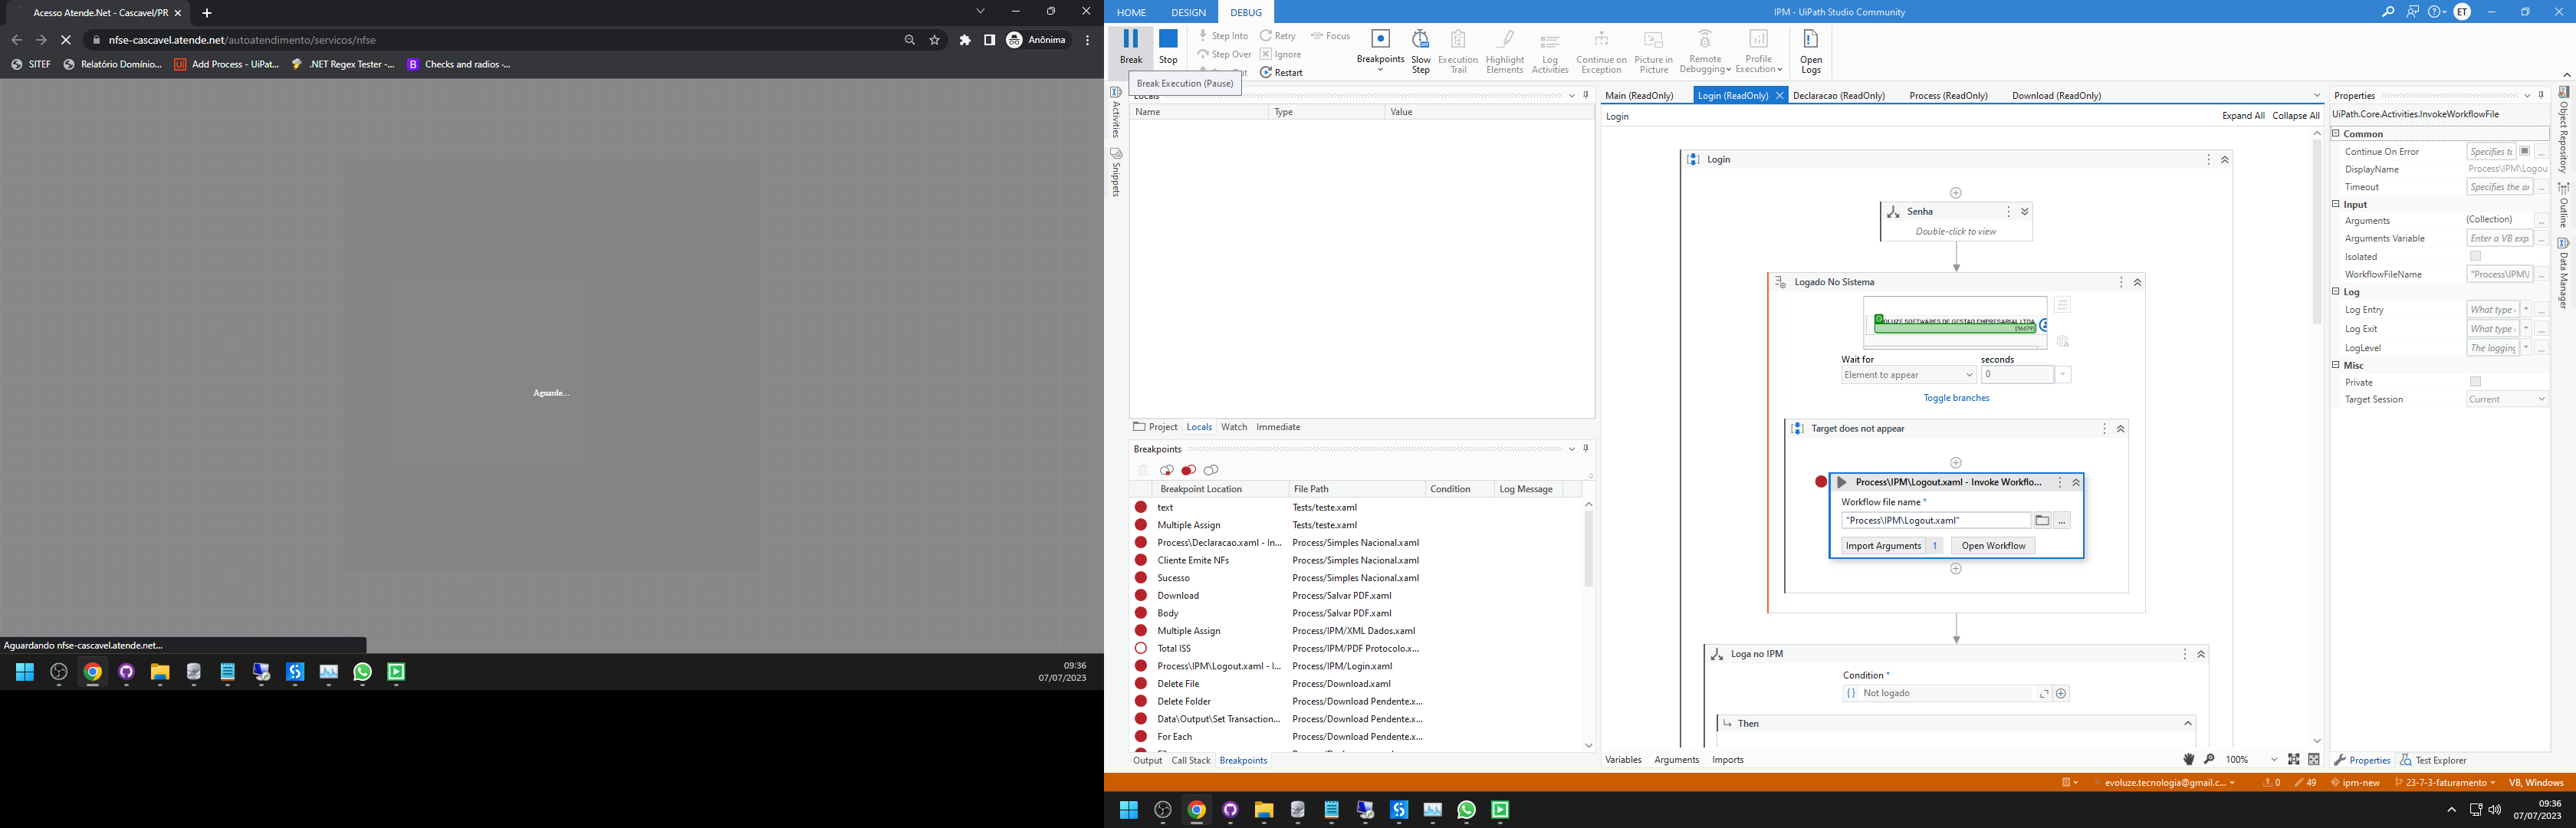 Acesso Atende.Net - Cascavel/PR
nfse-cascavel.atende.net/autoatendimento/servicos/nfse
Anônima
SITEF
Relatório Domínio...
Add Process - UiPat...
.NET Regex Tester -...
Checks and radios ·...
Aguarde...
Aguardando nfse-cascavel.atende.net...
09:36
07/07/2023
HOME DESIGN DEBUG
IPM - UiPath Studio Community
ET
Break
Stop
Step Into
Step Over
Retry
Ignore
Restart
Focus
Breakpoints
Slow Step
Execution Trail
Highlight Elements
Log Activities
Continue on Exception
Picture in Picture
Remote Debugging
Profile Execution
Open Logs
Break Execution (Pause)
Activities
Snippets
Locals
Name Type Value
Project Locals Watch Immediate
Breakpoints
Breakpoint Location File Path Condition Log Message
text Tests/teste.xaml
Multiple Assign Tests/teste.xaml
Process\Declaracao.xaml - In... Process/Simples Nacional.xaml
Cliente Emite NFs Process/Simples Nacional.xaml
Sucesso Process/Simples Nacional.xaml
Download Process/Salvar PDF.xaml
Body Process/Salvar PDF.xaml
Multiple Assign Process/IPM/XML Dados.xaml
Total ISS Process/IPM/PDF Protocolo.x...
Process\IPM\Logout.xaml - I... Process/IPM/Login.xaml
Delete File Process/Download.xaml
Delete Folder Process/Download Pendente.x...
Data\Output\Set Transaction... Process/Download Pendente.x...
For Each Process/Download Pendente.x...
Output Call Stack Breakpoints
Main (ReadOnly) Login (ReadOnly) Declaracao (ReadOnly) Process (ReadOnly) Download (ReadOnly)
Login
Expand All Collapse All
Login
Senha
Double-click to view
Logado No Sistema
OLUZE SOFTWARES DE GESTAO EMPRESARIAL LTDA
[16679]
Wait for seconds
Element to appear 0
Toggle branches
Target does not appear
Process\IPM\Logout.xaml - Invoke Workflo...
Workflow file name *
"Process\IPM\Logout.xaml"
Import Arguments 1 Open Workflow
Loga no IPM
Condition *
Not logado
Then
Variables Arguments Imports
100%
Properties
UiPath.Core.Activities.InvokeWorkflowFile
Common
Continue On Error Specifies to
DisplayName Process\IPM\Logou
Timeout Specifies the ar
Input
Arguments (Collection)
Arguments Variable Enter a VB exp
Isolated
WorkflowFileName "Process\IPM\l
Log
Log Entry What type
Log Exit What type
LogLevel The logging
Misc
Private
Target Session Current
Properties Test Explorer
Object Repository
Outline
Data Manager
evoluze.tecnologia@gmail.c...
0
49
ipm-new
23-7-3-faturamento
VB, Windows
09:36
07/07/2023